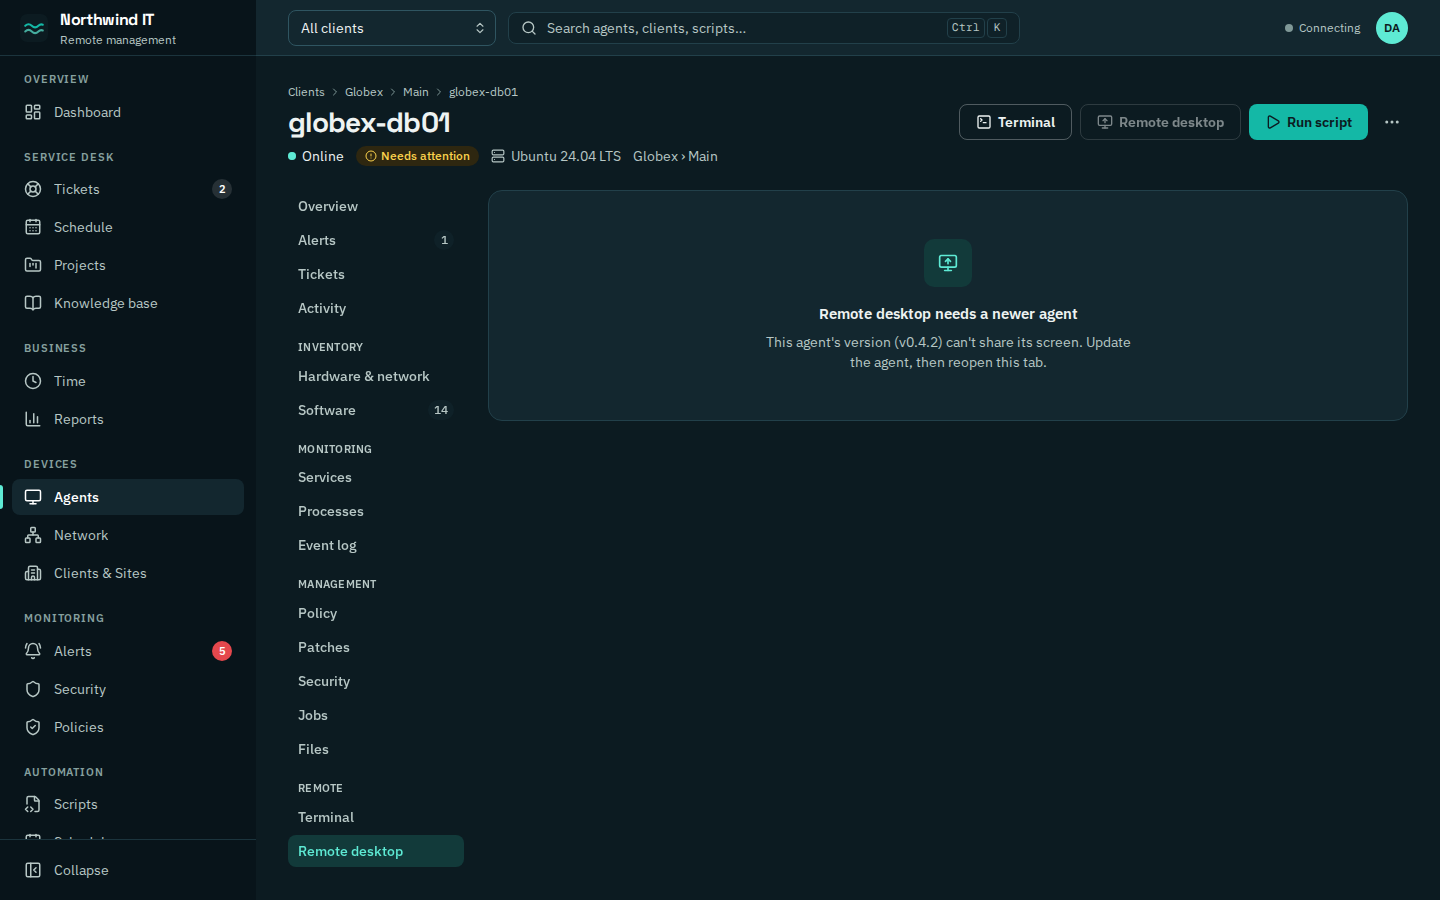 Northwind IT
Remote management
All clients
Search agents, clients, scripts...
Ctrl K
Connecting
DA
OVERVIEW
Dashboard
SERVICE DESK
Tickets 2
Schedule
Projects
Knowledge base
BUSINESS
Time
Reports
DEVICES
Agents
Network
Clients & Sites
MONITORING
Alerts 5
Security
Policies
AUTOMATION
Scripts
Collapse
Clients > Globex > Main > globex-db01
globex-db01
Terminal
Remote desktop
Run script
Online
Needs attention
Ubuntu 24.04 LTS
Globex › Main
Overview
Alerts 1
Tickets
Activity
INVENTORY
Hardware & network
Software 14
MONITORING
Services
Processes
Event log
MANAGEMENT
Policy
Patches
Security
Jobs
Files
REMOTE
Terminal
Remote desktop
Remote desktop needs a newer agent
This agent's version (v0.4.2) can't share its screen. Update
the agent, then reopen this tab.